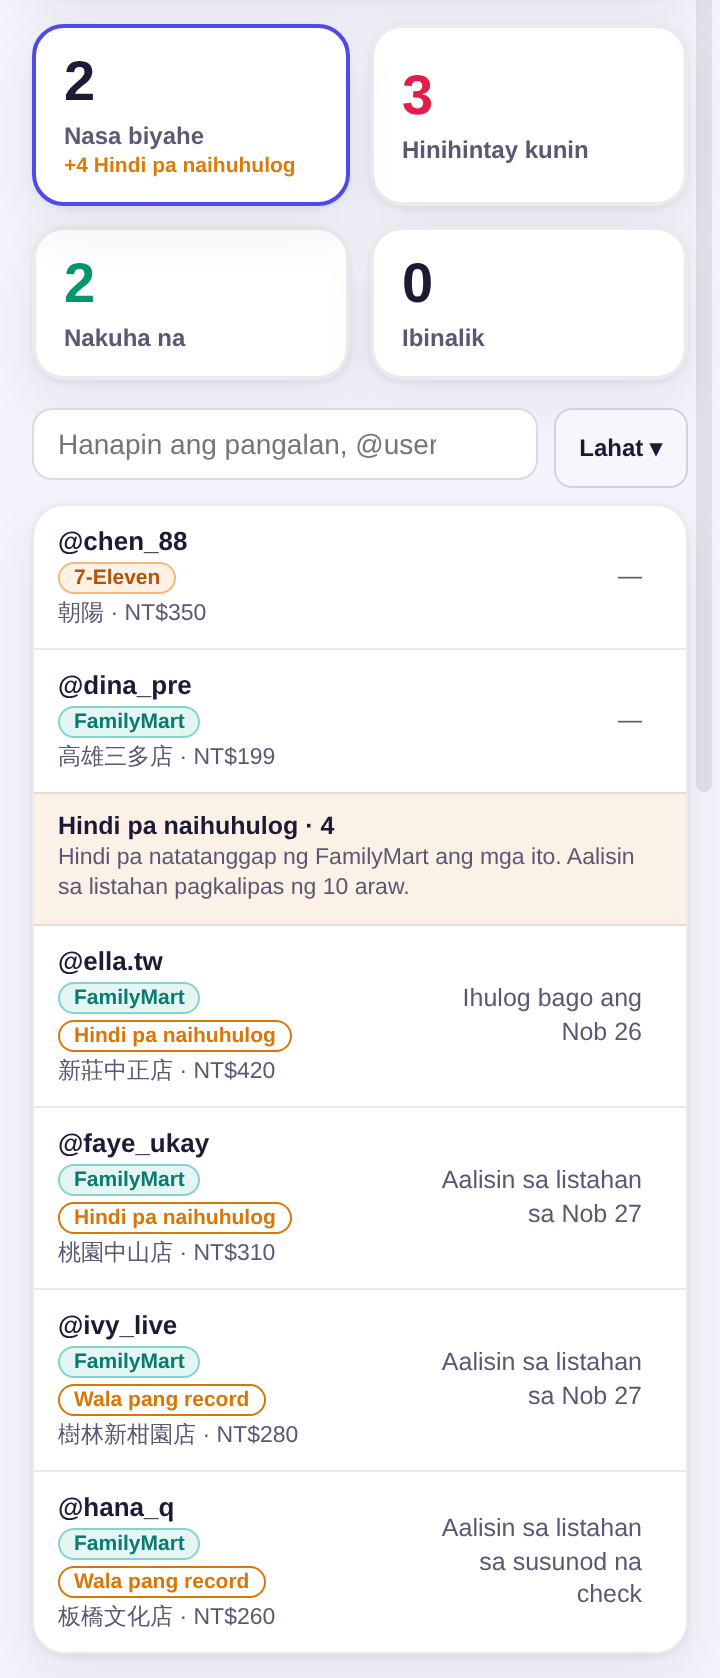 2
Nasa biyahe
+4 Hindi pa naihuhulog
3
Hinihintay kunin
2
Nakuha na
0
Ibinalik
Hanapin ang pangalan, @user
Lahat ▾
@chen_88
7-Eleven
朝陽 · NT$350
—
@dina_pre
FamilyMart
高雄三多店 · NT$199
—
Hindi pa naihuhulog · 4
Hindi pa natatanggap ng FamilyMart ang mga ito. Aalisin
sa listahan pagkalipas ng 10 araw.
@ella.tw
FamilyMart
Hindi pa naihuhulog
新莊中正店 · NT$420
Ihulog bago ang
Nob 26
@faye_ukay
FamilyMart
Hindi pa naihuhulog
桃園中山店 · NT$310
Aalisin sa listahan
sa Nob 27
@ivy_live
FamilyMart
Wala pang record
樹林新柑園店 · NT$280
Aalisin sa listahan
sa Nob 27
@hana_q
FamilyMart
Wala pang record
板橋文化店 · NT$260
Aalisin sa listahan
sa susunod na
check